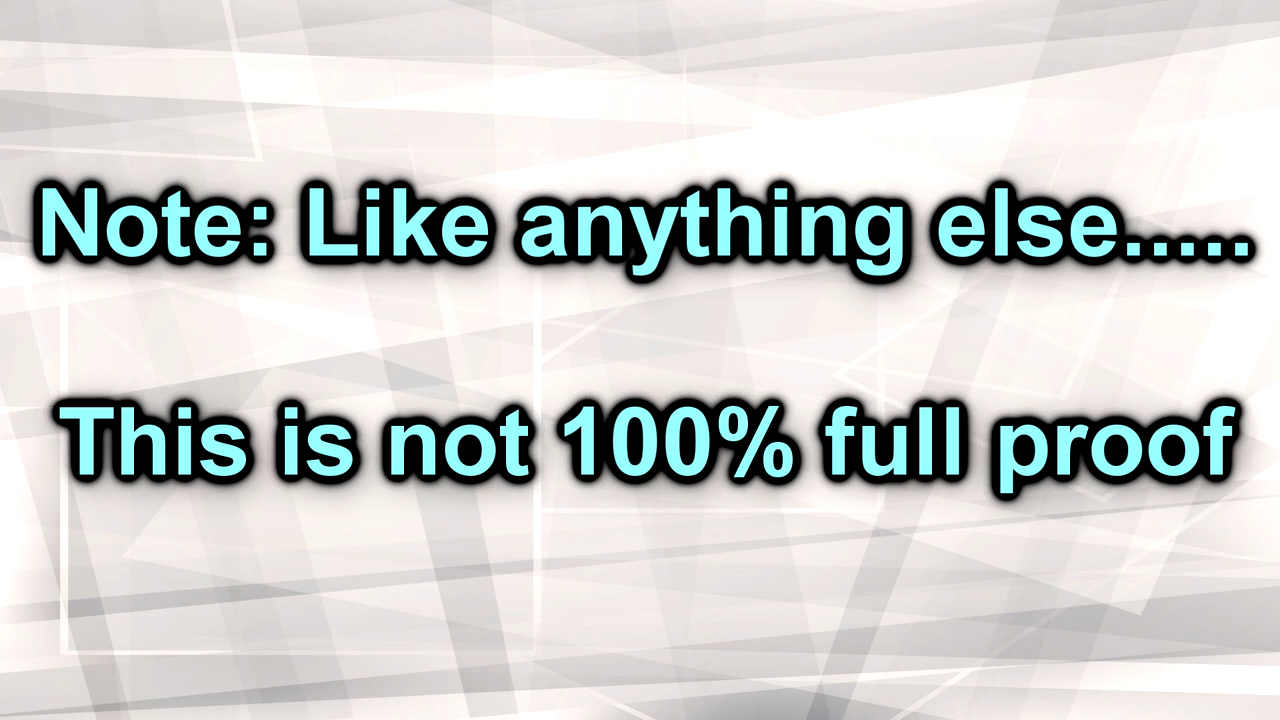 Note: Like anything else.....
This is not 100% full proof